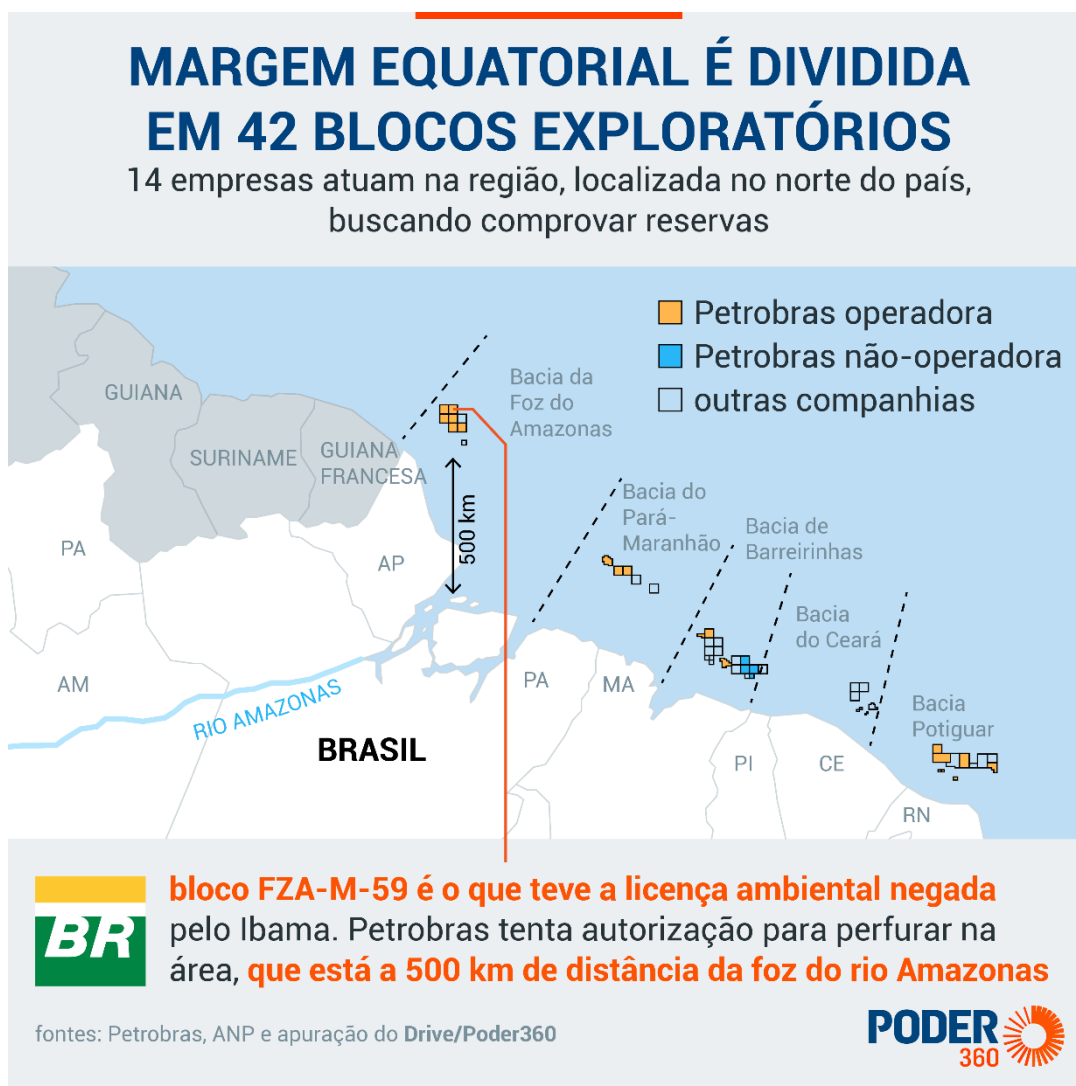 MARGEM EQUATORIAL É DIVIDIDA
EM 42 BLOCOS EXPLORATÓRIOS
14 empresas atuam na região, localizada no norte do país,
buscando comprovar reservas
Petrobras operadora
Petrobras não-operadora
outras companhias
GUIANA
SURINAME
GUIANA
FRANCESA
Bacia da
Foz do
Amazonas
500 km
Bacia do
Pará-
Maranhão
Bacia de
Barreirinhas
Bacia
do Ceará
Bacia
Potiguar
PA
AP
AM
RIO AMAZONAS
BRASIL
PA
MA
PI
CE
RN
BR
bloco FZA-M-59 é o que teve a licença ambiental negada
pelo Ibama. Petrobras tenta autorização para perfurar na
área, que está a 500 km de distância da foz do rio Amazonas
fontes: Petrobras, ANP e apuração do Drive/Poder360
PODER
360